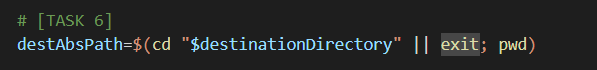 # [TASK 6]
destAbsPath=$(cd "$destinationDirectory" || exit; pwd)